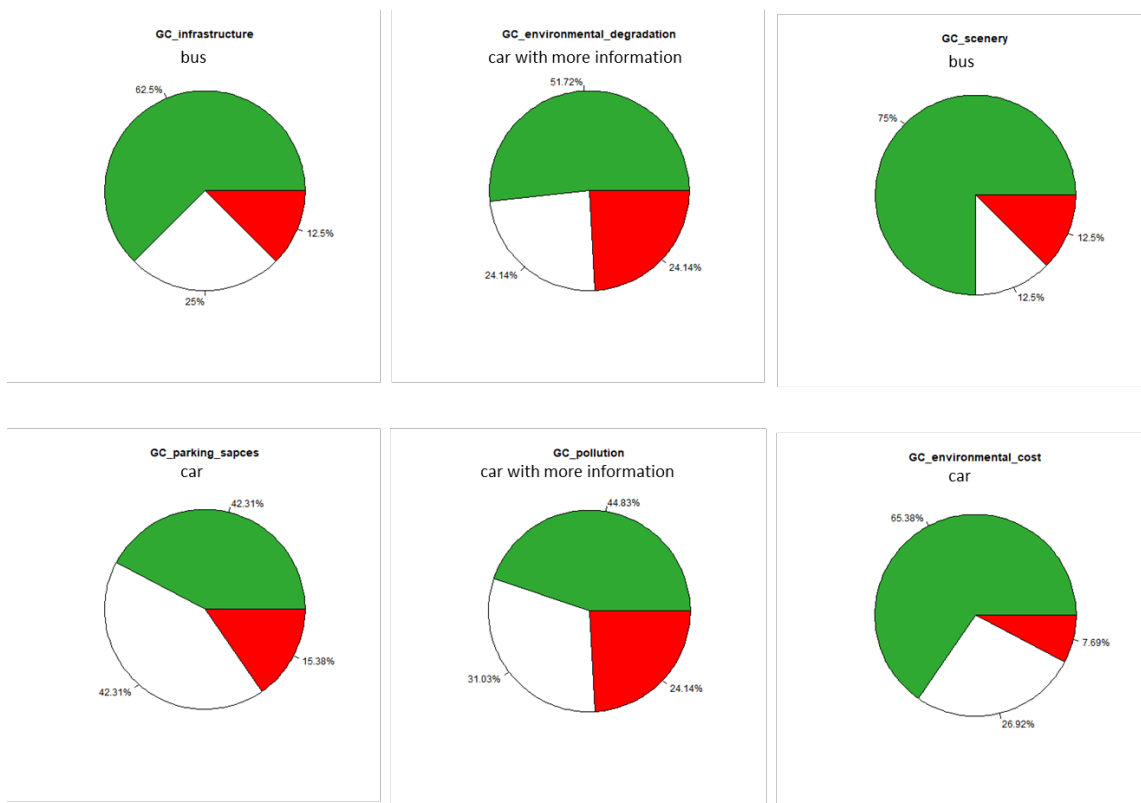 GC_infrastructure
bus
62.5%
12.5%
25%
GC_environmental_degradation
car with more information
51.72%
24.14%
24.14%
GC_scenery
bus
75%
12.5%
12.5%
GC_parking_sapces
car
42.31%
15.38%
42.31%
GC_pollution
car with more information
44.83%
31.03%
24.14%
GC_environmental_cost
car
65.38%
7.69%
26.92%